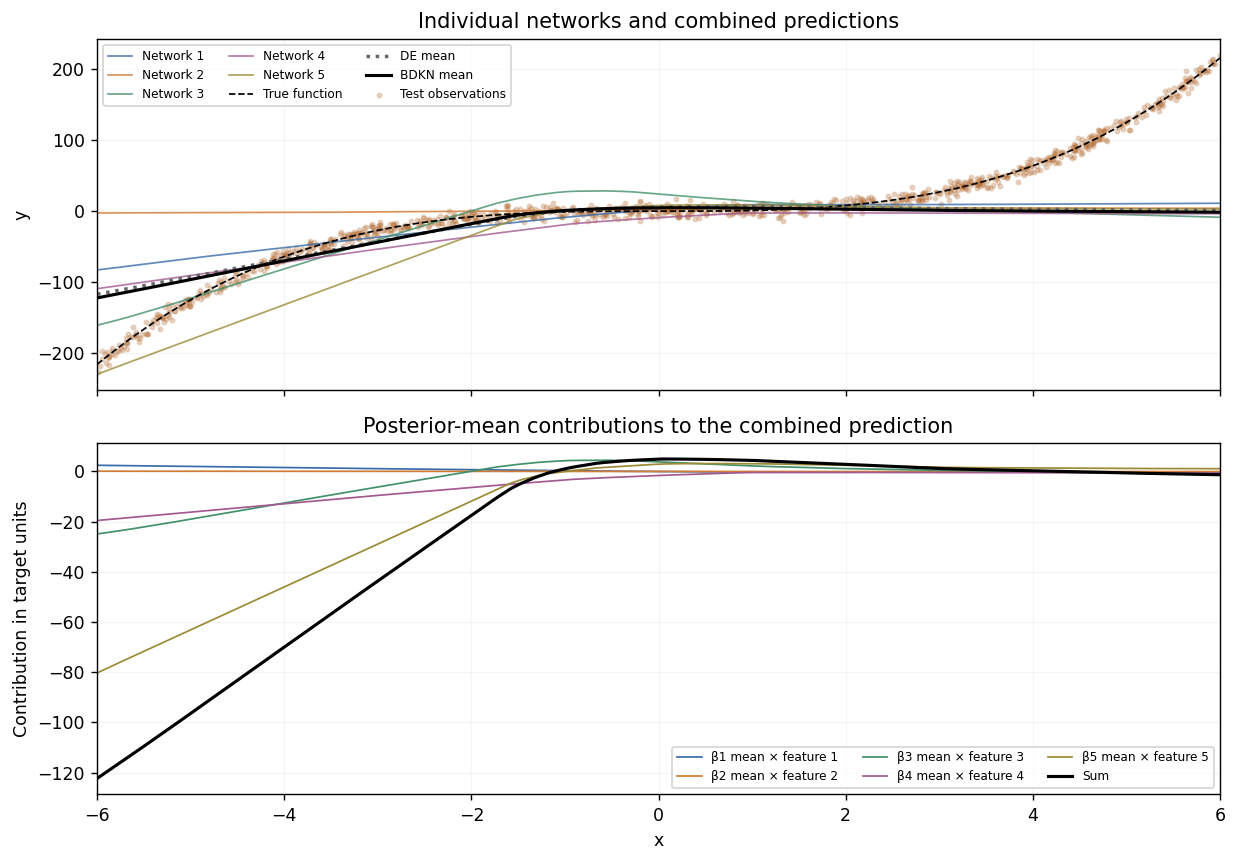 Individual networks and combined predictions
Network 1
Network 2
Network 3
Network 4
Network 5
True function
DE mean
BDKN mean
Test observations
y
200
100
0
−100
−200
Posterior-mean contributions to the combined prediction
Contribution in target units
0
−20
−40
−60
−80
−100
−120
β1 mean × feature 1
β2 mean × feature 2
β3 mean × feature 3
β4 mean × feature 4
β5 mean × feature 5
Sum
−6
−4
−2
0
2
4
6
x